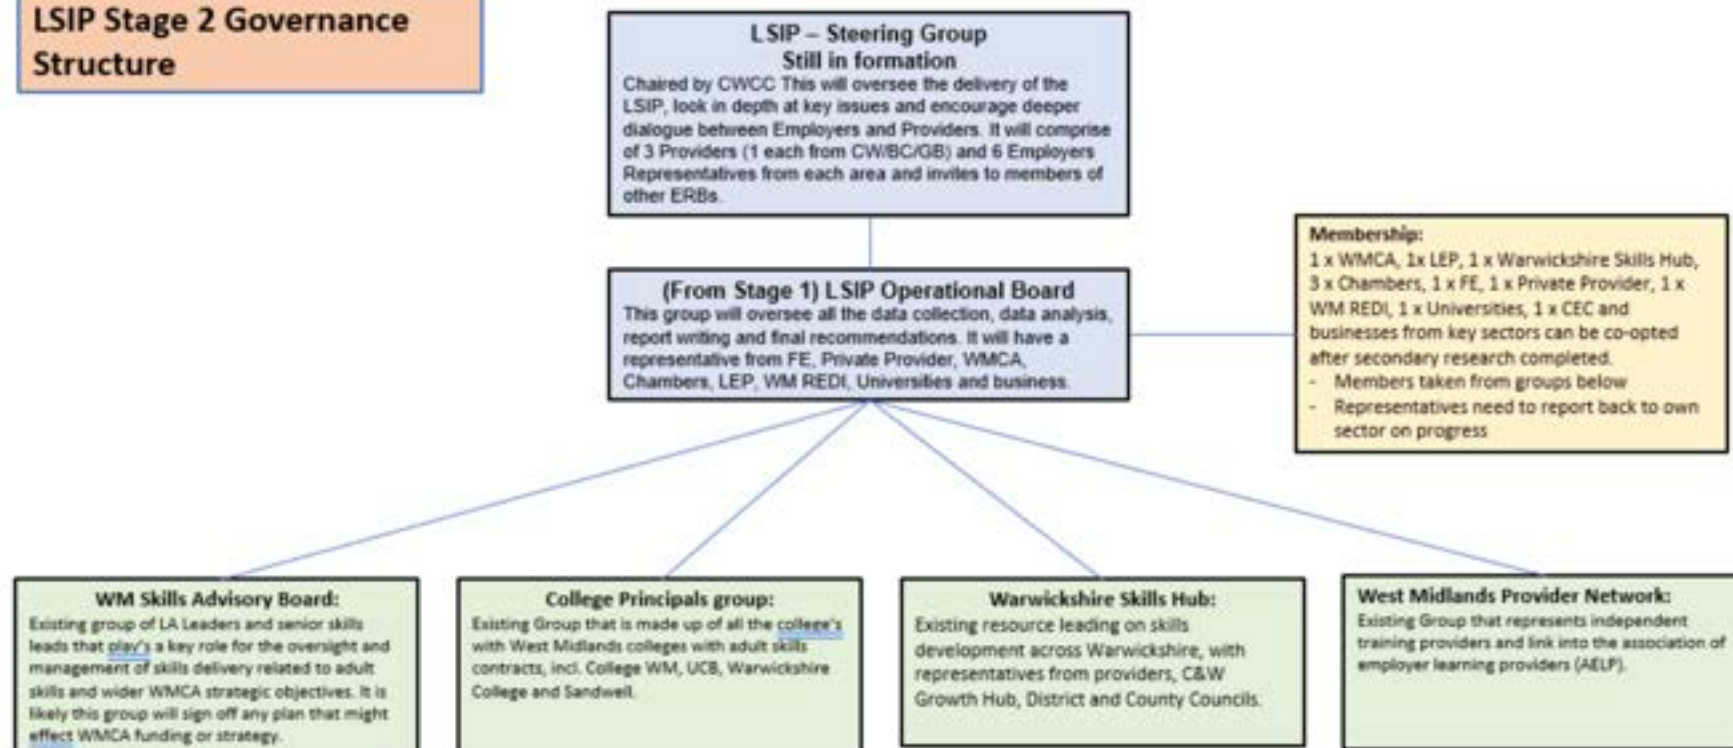 LSIP Stage 2 Governance
Structure
LSIP – Steering Group
Still in formation
Chaired by CWCC This will oversee the delivery of the
LSIP, look in depth at key issues and encourage deeper
dialogue between Employers and Providers. It will comprise
of 3 Providers (1 each from CW/BC/GB) and 6 Employers
Representatives from each area and invites to members of
other ERBs.
(From Stage 1) LSIP Operational Board
This group will oversee all the data collection, data analysis,
report writing and final recommendations. It will have a
representative from FE, Private Provider, WMCA,
Chambers, LEP, WM REDI, Universities and business.
Membership:
1 x WMCA, 1x LEP, 1 x Warwickshire Skills Hub,
3 x Chambers, 1 x FE, 1 x Private Provider, 1 x
WM REDI, 1 x Universities, 1 x CEC and
businesses from key sectors can be co-opted
after secondary research completed.
- Members taken from groups below
- Representatives need to report back to own
sector on progress
WM Skills Advisory Board:
Existing group of LA Leaders and senior skills
leads that play's a key role for the oversight and
management of skills delivery related to adult
skills and wider WMCA strategic objectives. It is
likely this group will sign off any plan that might
effect WMCA funding or strategy.
College Principals group:
Existing Group that is made up of all the college's
with West Midlands colleges with adult skills
contracts, incl. College WM, UCB, Warwickshire
College and Sandwell.
Warwickshire Skills Hub:
Existing resource leading on skills
development across Warwickshire, with
representatives from providers, C&W
Growth Hub, District and County Councils.
West Midlands Provider Network:
Existing Group that represents independent
training providers and link into the association of
employer learning providers (AELP).